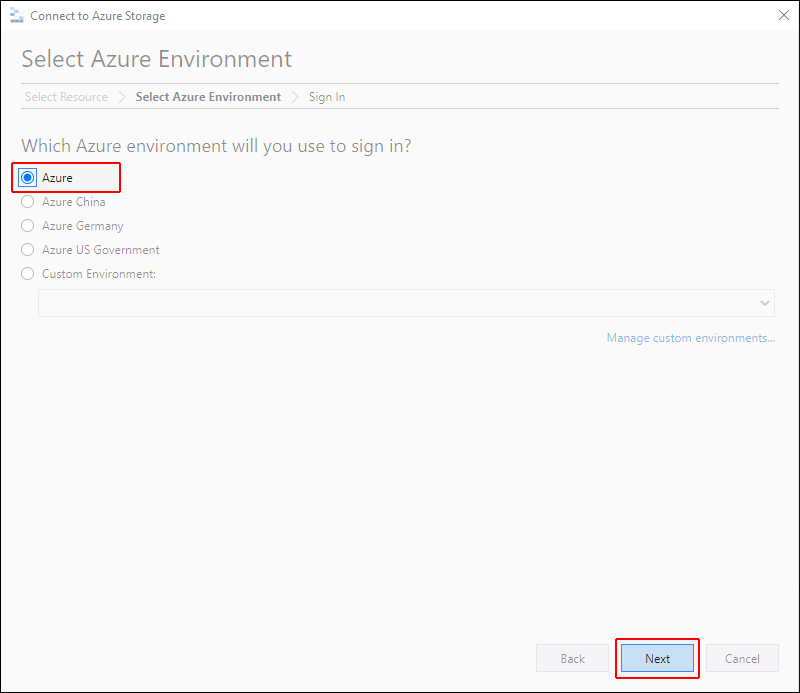 Connect to Azure Storage
Select Azure Environment
Select Resource Select Azure Environment Sign In
Which Azure environment will you use to sign in?
Azure
Azure China
Azure Germany
Azure US Government
Custom Environment:
Manage custom environments...
Back Next Cancel